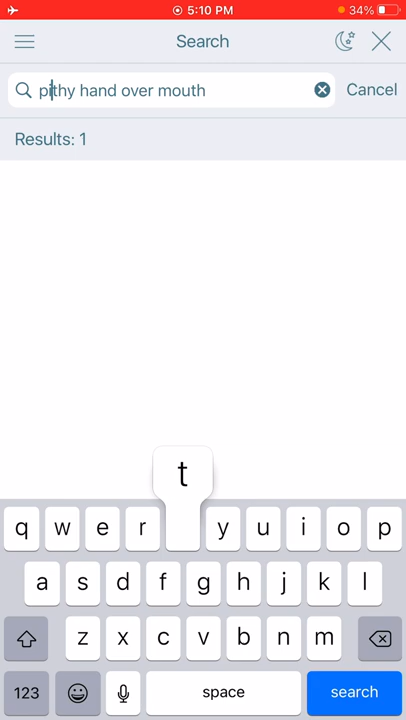 5:10 PM
34%
Search
pithy hand over mouth
Cancel
Results: 1
t
q w e r y u i o p
a s d f g h j k l
z x c v b n m
123 space search